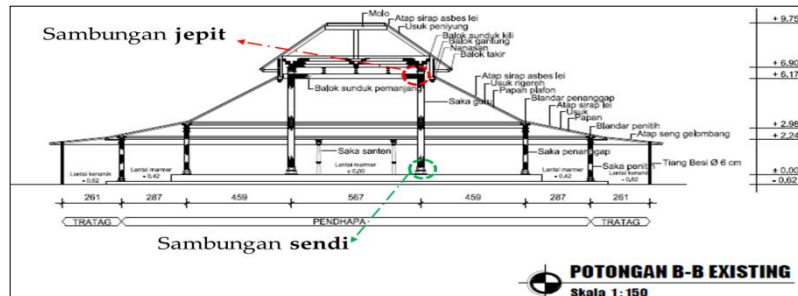 Sambungan jepit
Molo
Atap sirap asbes lei
Usuk peniyung
Balok sunduk kili
Balok gantung
Nanasan
Balok takir
Atap sirap asbes lei
Usuk rigereh
Papan plafon
Balok sunduk pemanjang
Saka guru
Blandar penanggap
Atap sirap lei
Usuk
Papan
Blandar penitih
Atap seng gelombang
Saka santen
Saka penanggap
Saka penitih
Tiang Besi Ø 6 cm
Lantai keramik
- 0,62
Lantai marmer
- 0,42
Lantai marmer
± 0,00
Lantai marmer
- 0,42
Lantai keramik
- 0,62
+ 9,75
+ 6,90
+ 6,17
+ 2,98
+ 2,24
± 0,00
- 0,62
261 287 459 567 459 287 261
TRATAG PENDHAPA TRATAG
Sambungan sendi
POTONGAN B-B EXISTING
Skala 1 : 150